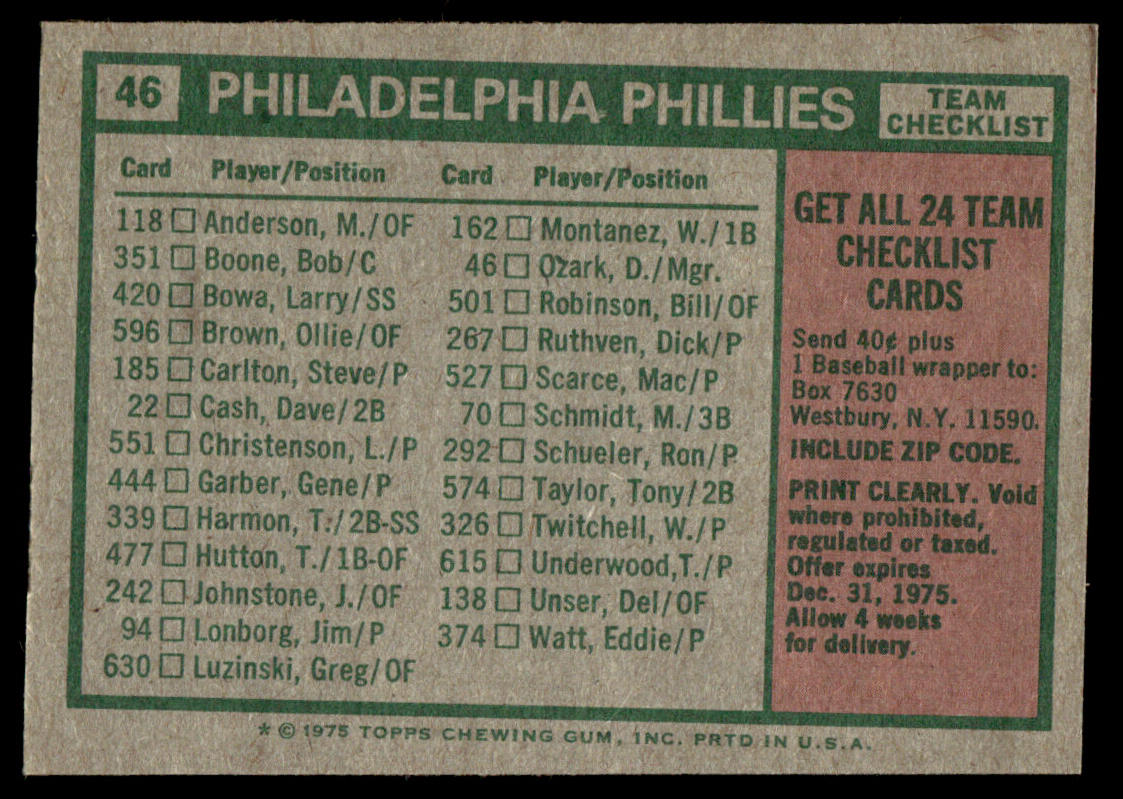 46 PHILADELPHIA PHILLIES TEAM CHECKLIST
Card Player/Position
118 Anderson, M./OF
351 Boone, Bob/C
420 Bowa, Larry/SS
596 Brown, Ollie/OF
185 Carlton, Steve/P
22 Cash, Dave/2B
551 Christenson, L./P
444 Garber, Gene/P
339 Harmon, T./2B-SS
477 Hutton, T./1B-OF
242 Johnstone, J./OF
94 Lonborg, Jim/P
630 Luzinski, Greg/OF
Card Player/Position
162 Montanez, W./1B
46 Ozark, D./Mgr.
501 Robinson, Bill/OF
267 Ruthven, Dick/P
527 Scarce, Mac/P
70 Schmidt, M./3B
292 Schueler, Ron/P
574 Taylor, Tony/2B
326 Twitchell, W./P
615 Underwood,T./P
138 Unser, Del/OF
374 Watt, Eddie/P
GET ALL 24 TEAM
CHECKLIST
CARDS
Send 40¢ plus
1 Baseball wrapper to:
Box 7630
Westbury, N.Y. 11590.
INCLUDE ZIP CODE.
PRINT CLEARLY. Void
where prohibited,
regulated or taxed.
Offer expires
Dec. 31, 1975.
Allow 4 weeks
for delivery.
* © 1975 TOPPS CHEWING GUM, INC. PRTD IN U.S.A.